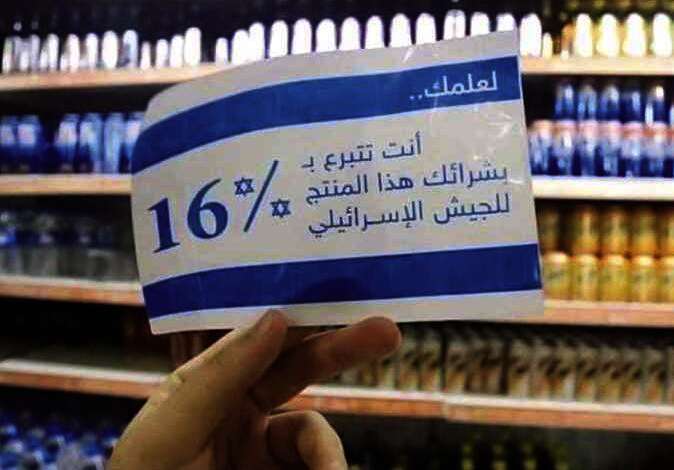 لعلمك..
أنت تتبرع بـ
بشرائك هذا المنتج
16%
للجيش الإسرائيلي